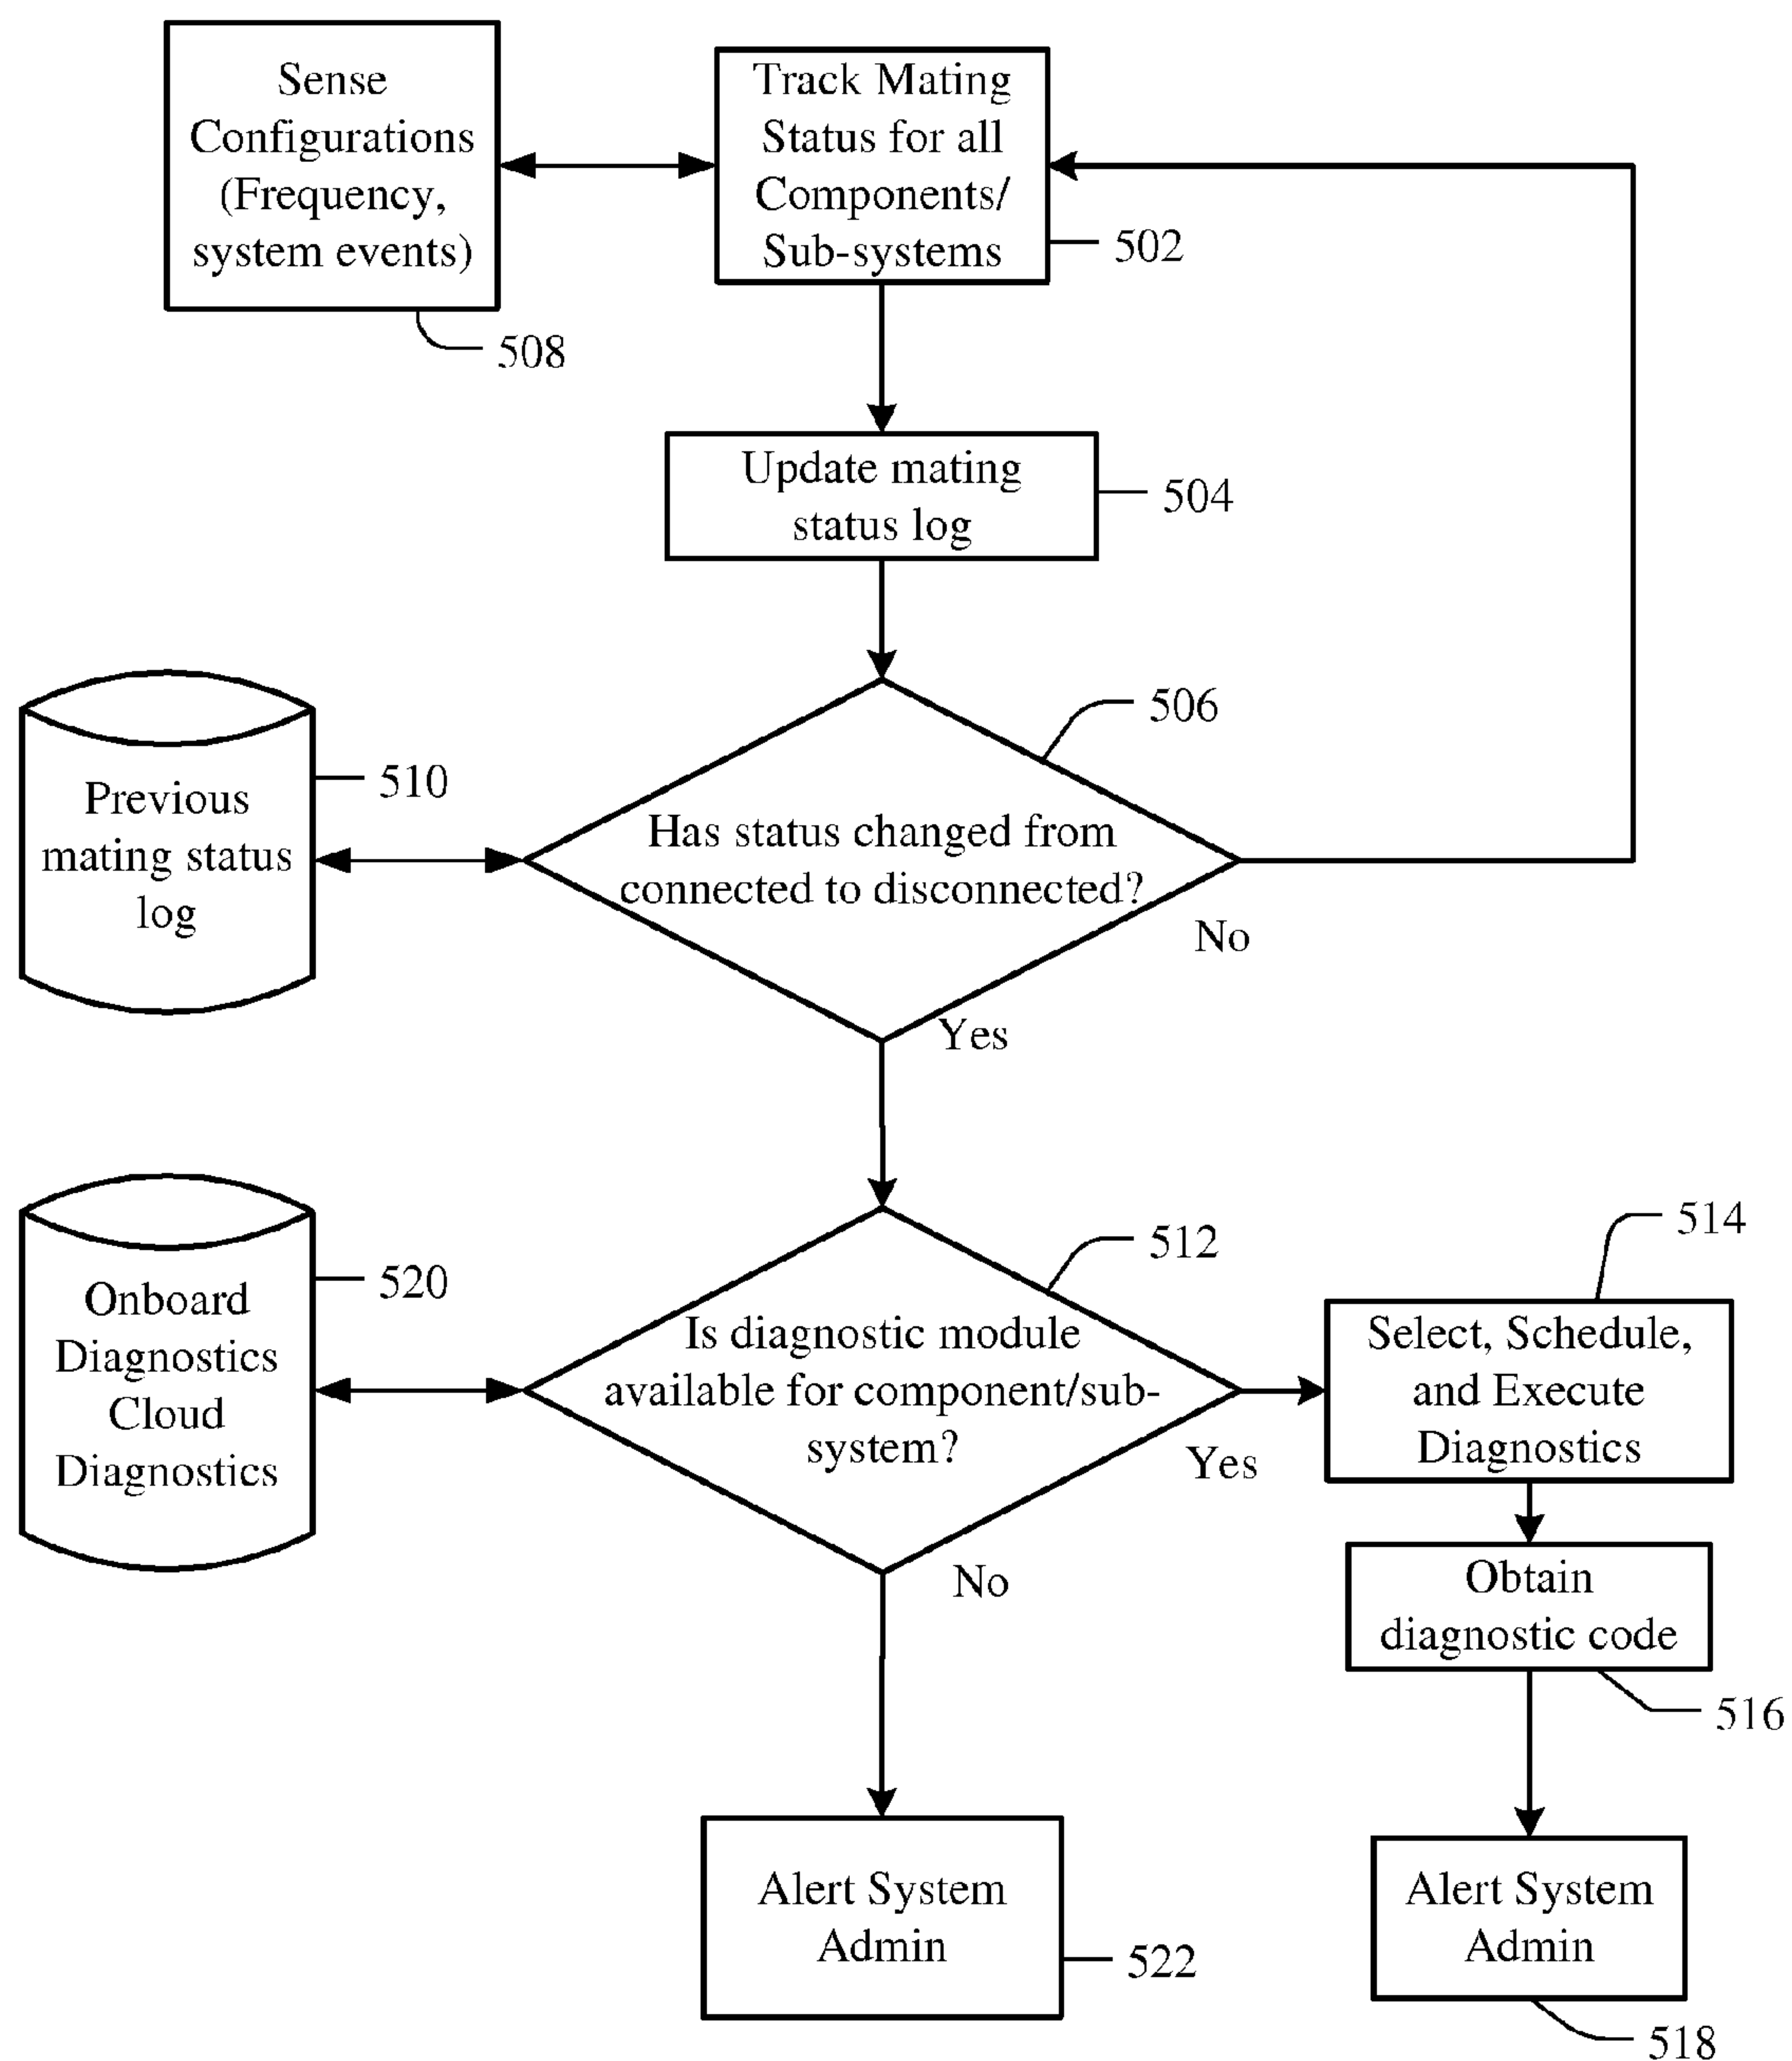 Sense
Configurations
(Frequency,
system events)
508
Track Mating
Status for all
Components/
Sub-systems
502
Update mating
status log
504
506
Previous
mating status
log
510
Has status changed from
connected to disconnected?
No
Yes
Onboard
Diagnostics
Cloud
Diagnostics
520
512
Is diagnostic module
available for component/sub-
system?
Yes
No
514
Select, Schedule,
and Execute
Diagnostics
Obtain
diagnostic code
516
Alert System
Admin
522
Alert System
Admin
518